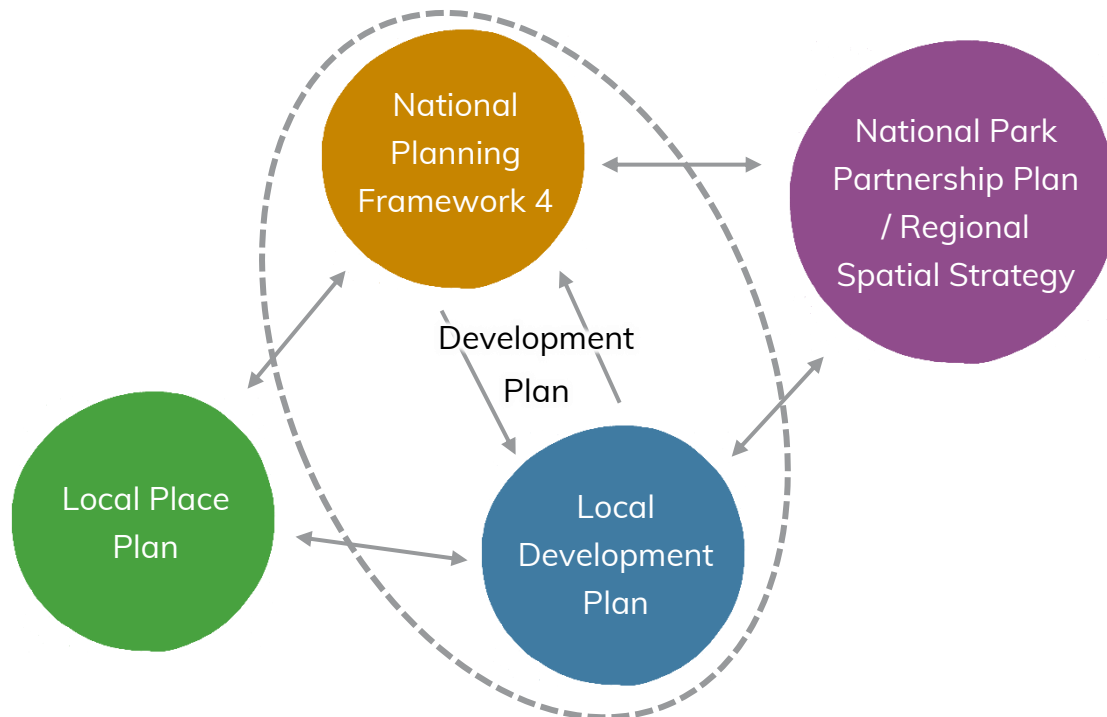 National
Planning
Framework 4
National Park
Partnership Plan
/ Regional
Spatial Strategy
Development
Plan
Local Place
Plan
Local
Development
Plan